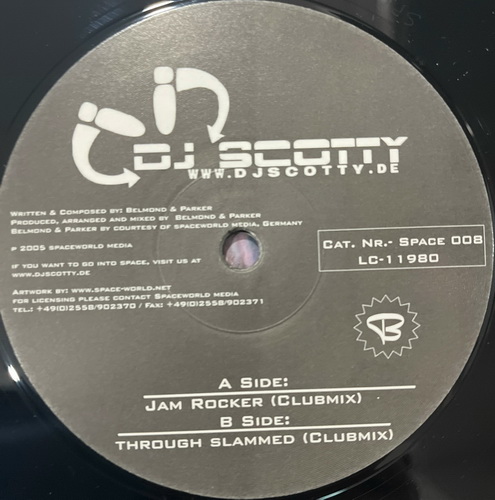 DJ SCOTTY
WWW.DJSCOTTY.DE
WRITTEN & COMPOSED BY: BELMOND & PARKER
PRODUCED, ARRANGED AND MIXED BY BELMOND & PARKER
BELMOND & PARKER BY COURTESY OF SPACEWORLD MEDIA, GERMANY
P 2005 SPACEWORLD MEDIA
IF YOU WANT TO GO INTO SPACE, VISIT US AT
WWW.DJSCOTTY.DE
ARTWORK BY: WWW.SPACE-WORLD.NET
FOR LICENSING PLEASE CONTACT SPACEWORLD MEDIA
TEL.: +49(0)2558/902370 / FAX: +49(0)2558/902371
CAT. NR.- SPACE 008
LC-11980
B
A SIDE:
JAM ROCKER (CLUBMIX)
B SIDE:
THROUGH SLAMMED (CLUBMIX)